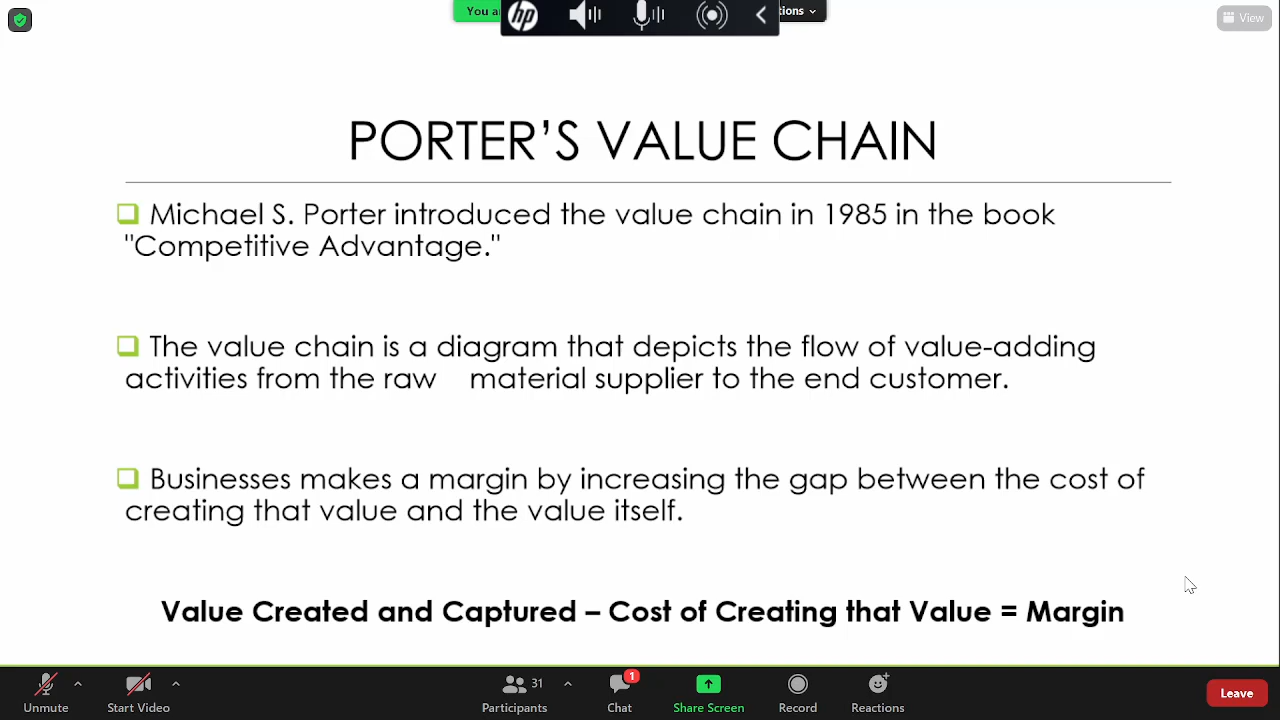 You a
hp
tions
View
PORTER’S VALUE CHAIN
Michael S. Porter introduced the value chain in 1985 in the book
"Competitive Advantage."
The value chain is a diagram that depicts the flow of value-adding
activities from the raw material supplier to the end customer.
Businesses makes a margin by increasing the gap between the cost of
creating that value and the value itself.
Value Created and Captured – Cost of Creating that Value = Margin
31
1
Unmute
Start Video
Participants
Chat
Share Screen
Record
Reactions
Leave